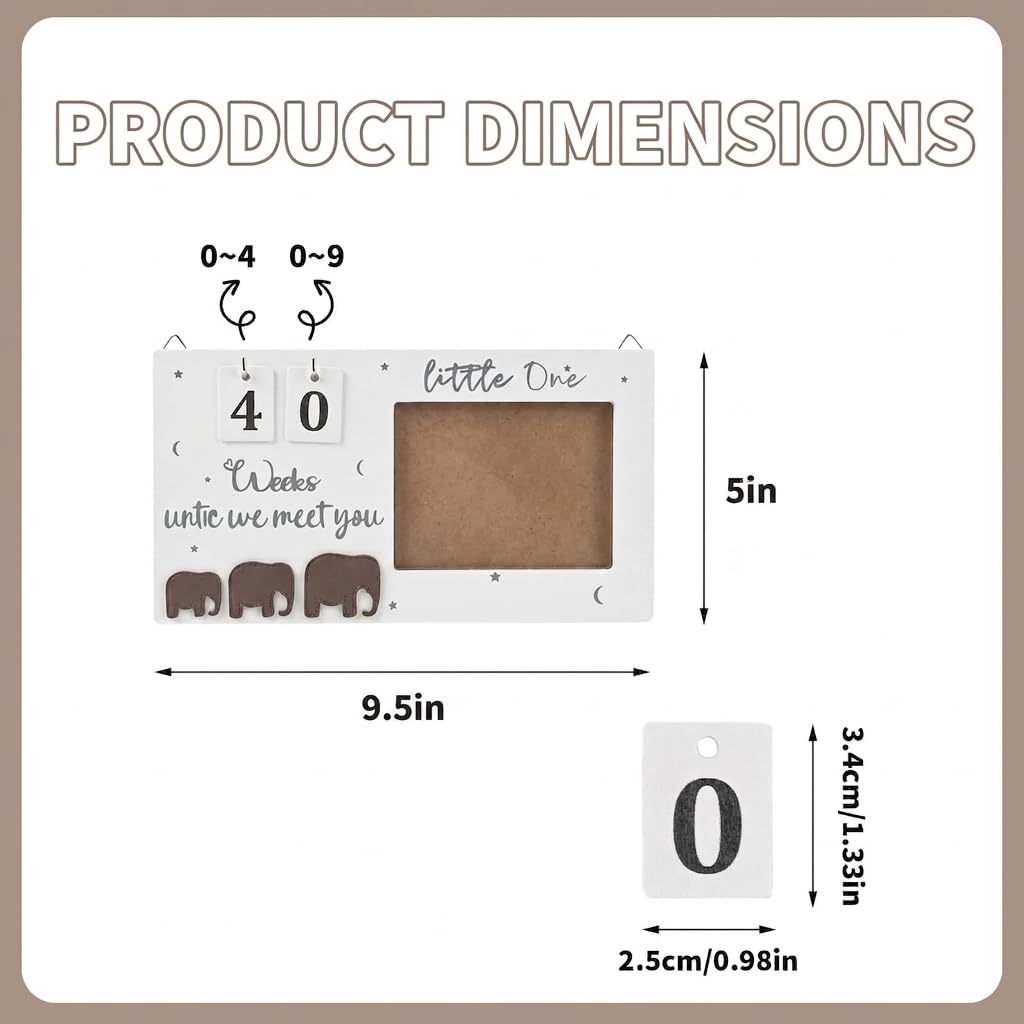 PRODUCT DIMENSIONS
0~4 0~9
4 0
Weeks
until we meet you
little One
5in
9.5in
0
3.4cm/1.33in
2.5cm/0.98in